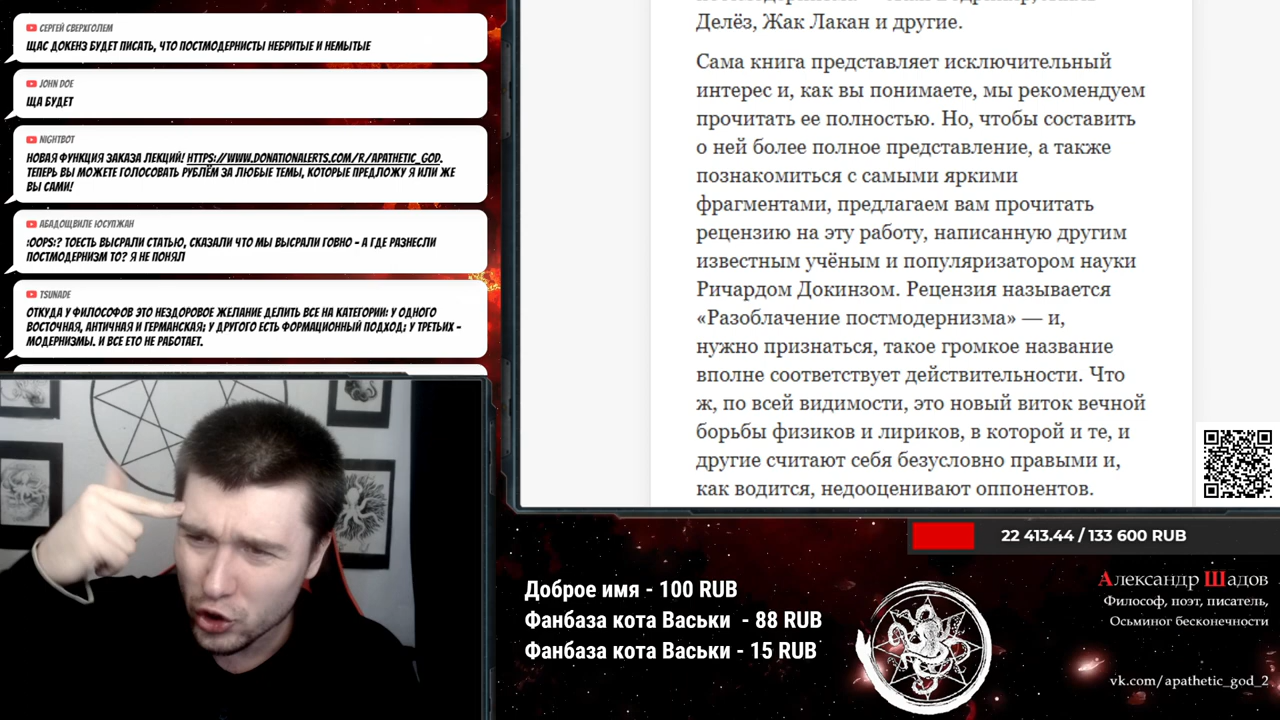 СЕРГЕЙ СВЕРХГОЛЕМ
ЩАС ДОКЕНЗ БУДЕТ ПИСАТЬ, ЧТО ПОСТМОДЕРНИСТЫ НЕБРИТЫЕ И НЕМЫТЫЕ
JOHN DOE
ЩА БУДЕТ
NIGHTBOT
НОВАЯ ФУНКЦИЯ ЗАКАЗА ЛЕКЦИЙ! HTTPS://WWW.DONATIONALERTS.COM/R/APATHETIC_GOD.
ТЕПЕРЬ ВЫ МОЖЕТЕ ГОЛОСОВАТЬ РУБЛЁМ ЗА ЛЮБЫЕ ТЕМЫ, КОТОРЫЕ ПРЕДЛОЖУ Я ИЛИ ЖЕ
ВЫ САМИ!
АБАДОЩВИЛЕ ЮСУПЖАН
:OOPS:? ТОЕСТЬ ВЫСРАЛИ СТАТЬЮ, СКАЗАЛИ ЧТО МЫ ВЫСРАЛИ ГОВНО - А ГДЕ РАЗНЕСЛИ
ПОСТМОДЕРНИЗМ ТО? Я НЕ ПОНЯЛ
TSUNADE
ОТКУДА У ФИЛОСОФОВ ЭТО НЕЗДОРОВОЕ ЖЕЛАНИЕ ДЕЛИТЬ ВСЕ НА КАТЕГОРИИ: У ОДНОГО
ВОСТОЧНАЯ, АНТИЧНАЯ И ГЕРМАНСКАЯ; У ДРУГОГО ЕСТЬ ФОРМАЦИОННЫЙ ПОДХОД; У ТРЕТЬИХ -
МОДЕРНИЗМЫ. И ВСЕ ЕТО НЕ РАБОТАЕТ.
Делёз, Жак Лакан и другие.
Сама книга представляет исключительный
интерес и, как вы понимаете, мы рекомендуем
прочитать ее полностью. Но, чтобы составить
о ней более полное представление, а также
познакомиться с самыми яркими
фрагментами, предлагаем вам прочитать
рецензию на эту работу, написанную другим
известным учёным и популяризатором науки
Ричардом Докинзом. Рецензия называется
«Разоблачение постмодернизма» — и,
нужно признаться, такое громкое название
вполне соответствует действительности. Что
ж, по всей видимости, это новый виток вечной
борьбы физиков и лириков, в которой и те, и
другие считают себя безусловно правыми и,
как водится, недооценивают оппонентов.
22 413.44 / 133 600 RUB
Доброе имя - 100 RUB
Фанбаза кота Васьки - 88 RUB
Фанбаза кота Васьки - 15 RUB
Александр Шадов
Философ, поэт, писатель,
Осьминог бесконечности
vk.com/apathetic_god_2